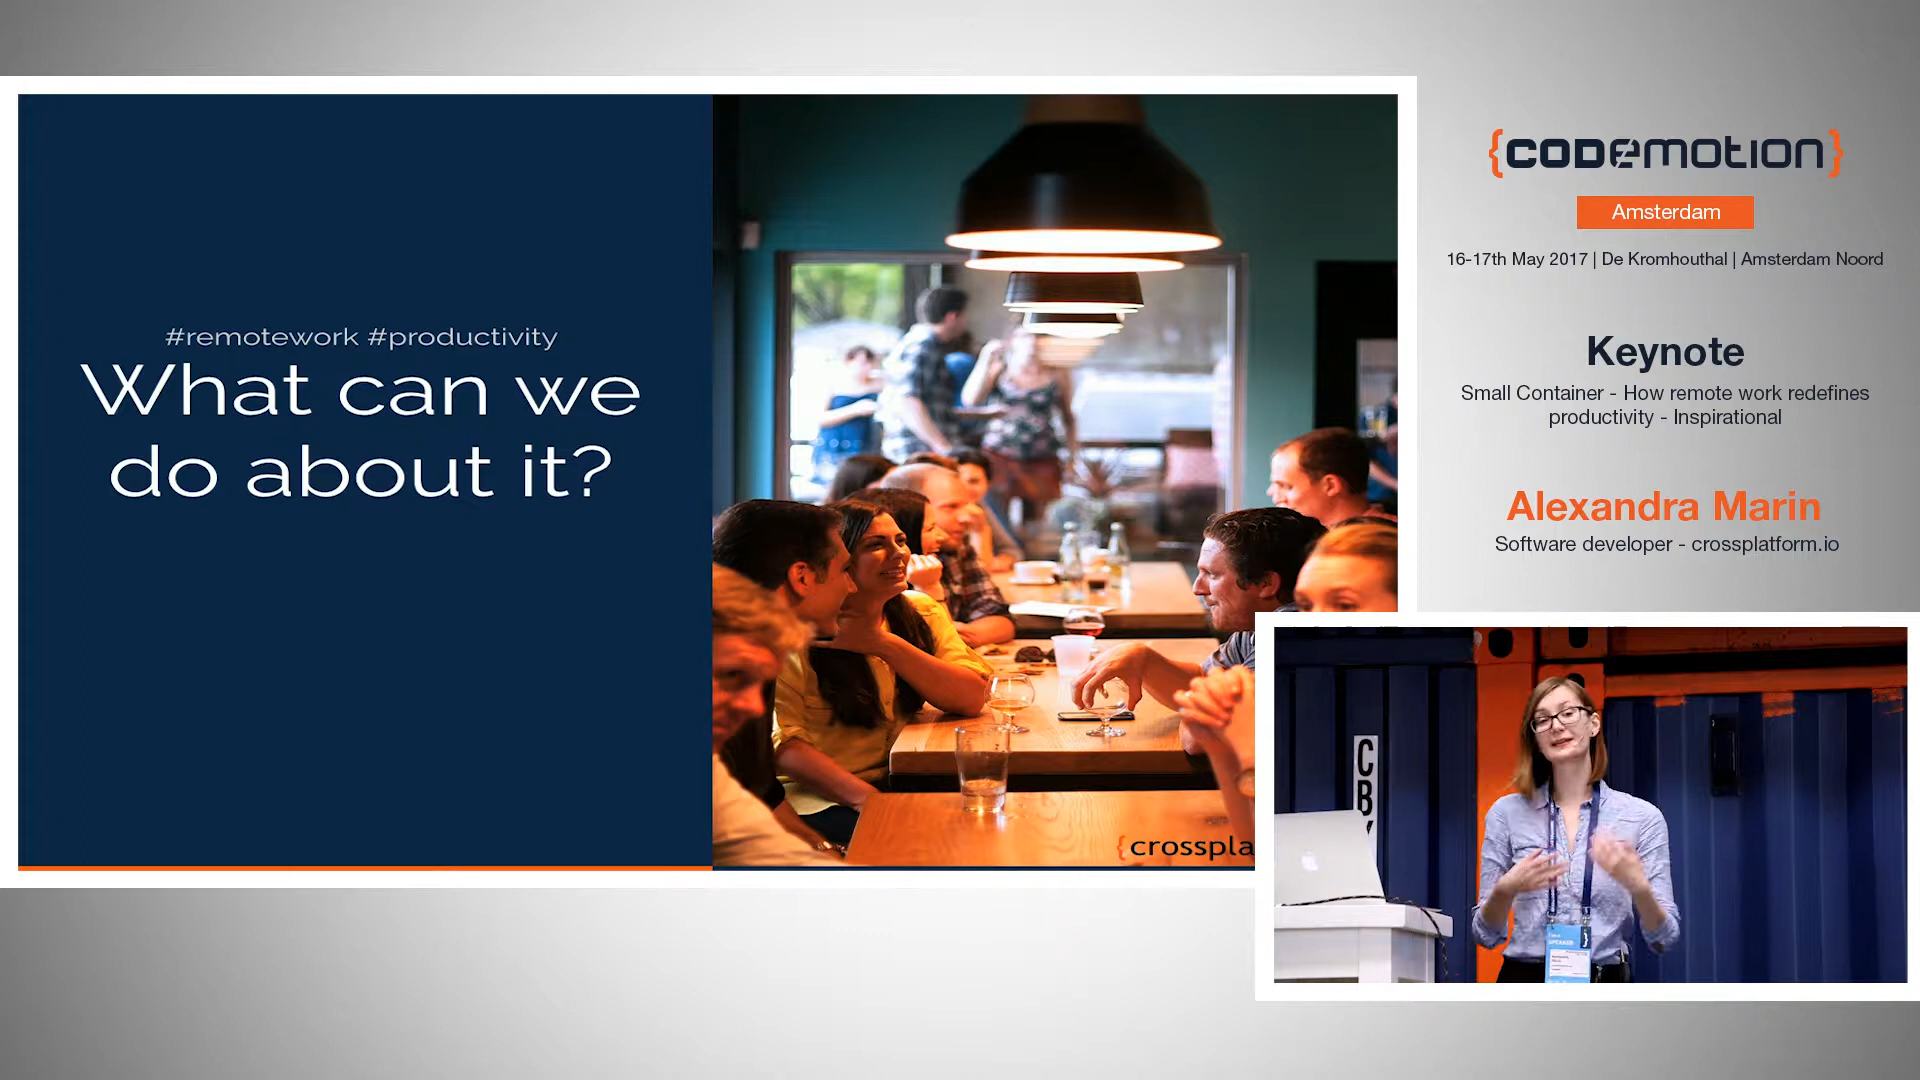 #remotework #productivity
What can we
do about it?
{crosspla
{CODEMOTION}
Amsterdam
16-17th May 2017 | De Kromhouthal | Amsterdam Noord
Keynote
Small Container - How remote work redefines
productivity - Inspirational
Alexandra Marin
Software developer - crossplatform.io
C
B
SPEAKER